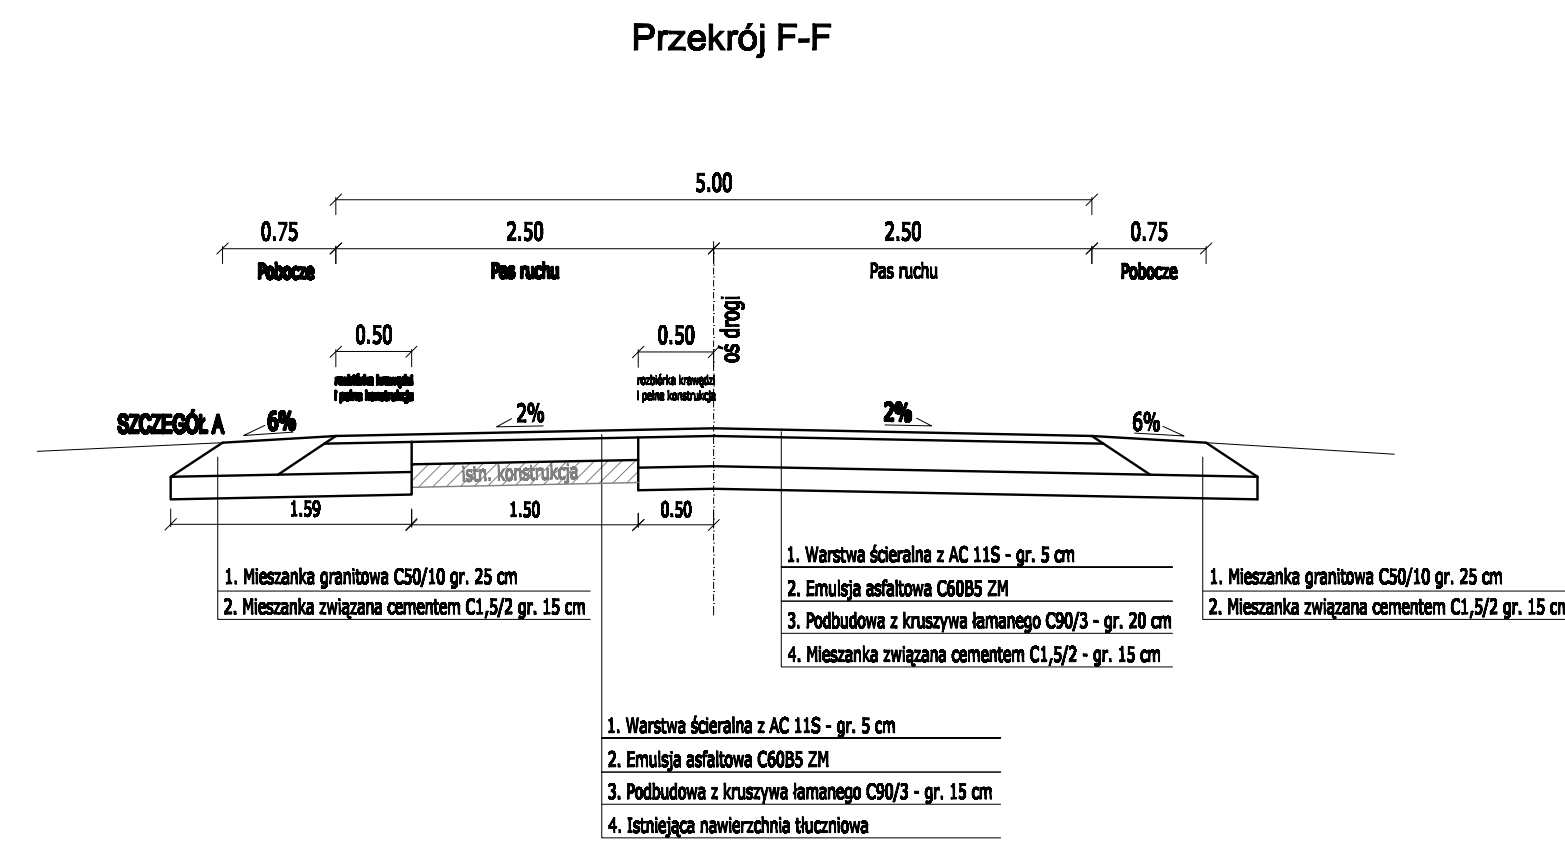 Przekrój F-F
5.00
0.75 2.50 2.50 0.75
Pobocze Pas ruchu Pas ruchu Pobocze
oś drogi
0.50 0.50
rozbiórka krawędzi rozbiórka krawędzi
i pełna konstrukcja i pełna konstrukcja
SZCZEGÓŁ A 6% 2% 2% 6%
istn. konstrukcja
1.59 1.50 0.50
1. Mieszanka granitowa C50/10 gr. 25 cm
2. Mieszanka związana cementem C1,5/2 gr. 15 cm
1. Warstwa ścieralna z AC 11S - gr. 5 cm
2. Emulsja asfaltowa C60B5 ZM
3. Podbudowa z kruszywa łamanego C90/3 - gr. 20 cm
4. Mieszanka związana cementem C1,5/2 - gr. 15 cm
1. Mieszanka granitowa C50/10 gr. 25 cm
2. Mieszanka związana cementem C1,5/2 gr. 15 cm
1. Warstwa ścieralna z AC 11S - gr. 5 cm
2. Emulsja asfaltowa C60B5 ZM
3. Podbudowa z kruszywa łamanego C90/3 - gr. 15 cm
4. Istniejąca nawierzchnia tłuczniowa